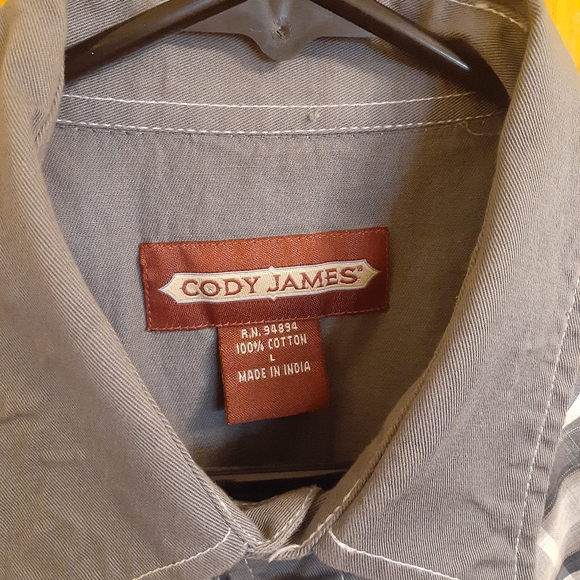 CODY JAMES®
R.N. 94894
100% COTTON
L
MADE IN INDIA